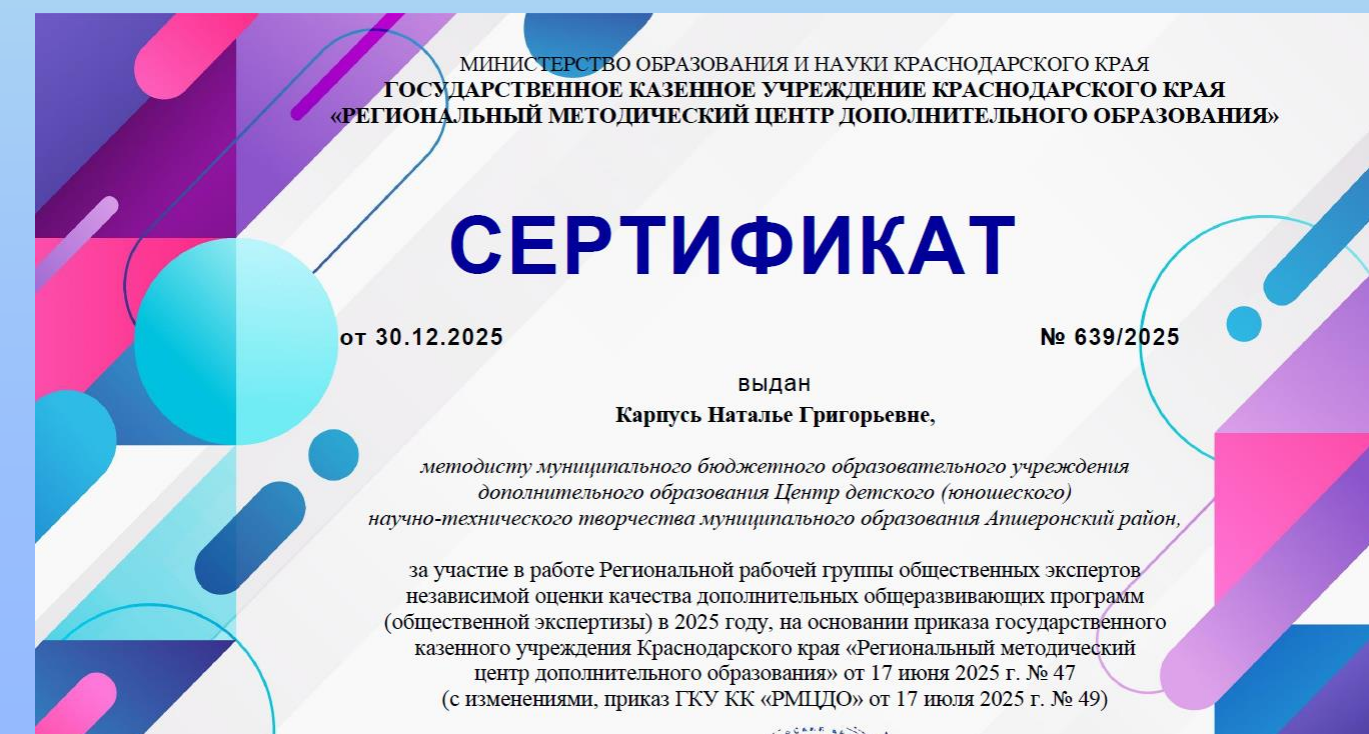 МИНИСТЕРСТВО ОБРАЗОВАНИЯ И НАУКИ КРАСНОДАРСКОГО КРАЯ
ГОСУДАРСТВЕННОЕ КАЗЕННОЕ УЧРЕЖДЕНИЕ КРАСНОДАРСКОГО КРАЯ
«РЕГИОНАЛЬНЫЙ МЕТОДИЧЕСКИЙ ЦЕНТР ДОПОЛНИТЕЛЬНОГО ОБРАЗОВАНИЯ»
СЕРТИФИКАТ
от 30.12.2025 № 639/2025
выдан
Карпусь Наталье Григорьевне,
методисту муниципального бюджетного образовательного учреждения
дополнительного образования Центр детского (юношеского)
научно-технического творчества муниципального образования Апшеронский район,
за участие в работе Региональной рабочей группы общественных экспертов
независимой оценки качества дополнительных общеразвивающих программ
(общественной экспертизы) в 2025 году, на основании приказа государственного
казенного учреждения Краснодарского края «Региональный методический
центр дополнительного образования» от 17 июня 2025 г. № 47
(с изменениями, приказ ГКУ КК «РМЦДО» от 17 июля 2025 г. № 49)